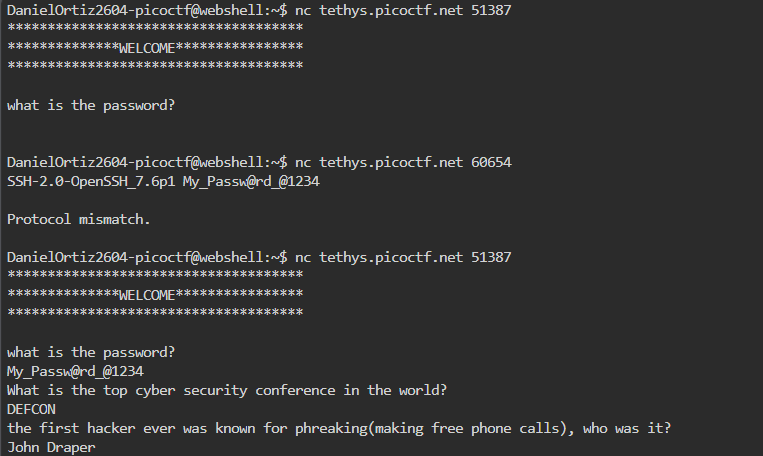 DanielOrtiz2604-picoctf@webshell:~$ nc tethys.picoctf.net 51387
*************************************
**************WELCOME****************
*************************************
what is the password?
DanielOrtiz2604-picoctf@webshell:~$ nc tethys.picoctf.net 60654
SSH-2.0-OpenSSH_7.6p1 My_Passw@rd_@1234
Protocol mismatch.
DanielOrtiz2604-picoctf@webshell:~$ nc tethys.picoctf.net 51387
*************************************
**************WELCOME****************
*************************************
what is the password?
My_Passw@rd_@1234
What is the top cyber security conference in the world?
DEFCON
the first hacker ever was known for phreaking(making free phone calls), who was it?
John Draper